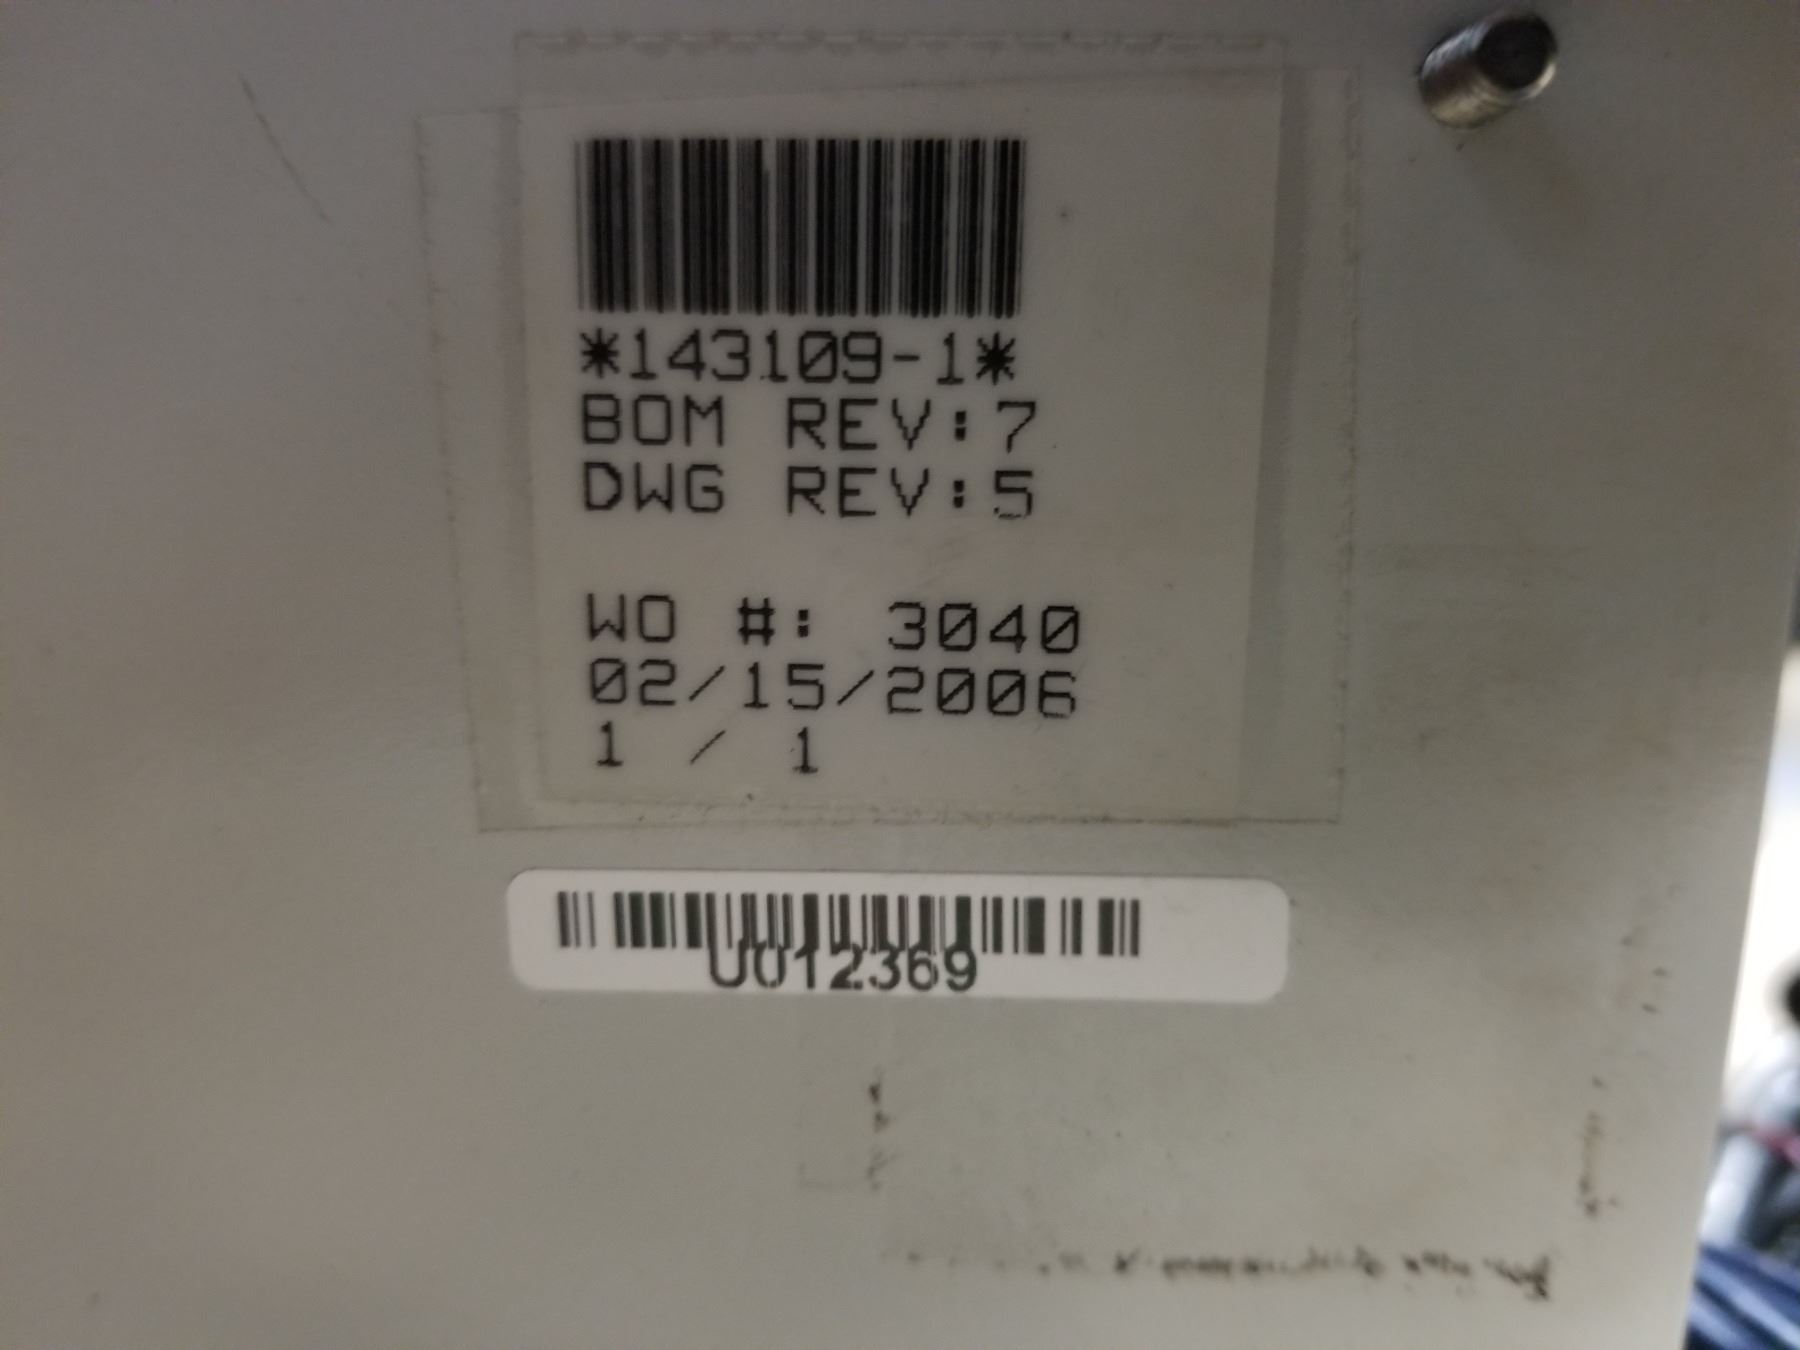 *143109-1*
BOM REV:7
DWG REV:5
WO #: 3040
02/15/2006
1 / 1
U012369